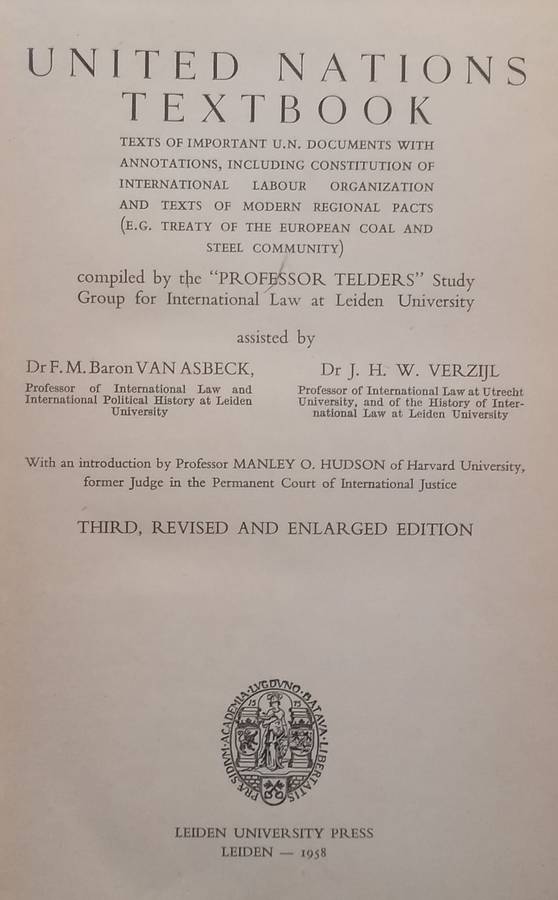 UNITED NATIONS
TEXTBOOK
TEXTS OF IMPORTANT U.N. DOCUMENTS WITH
ANNOTATIONS, INCLUDING CONSTITUTION OF
INTERNATIONAL LABOUR ORGANIZATION
AND TEXTS OF MODERN REGIONAL PACTS
(E.G. TREATY OF THE EUROPEAN COAL AND
STEEL COMMUNITY)
compiled by the "PROFESSOR TELDERS" Study
Group for International Law at Leiden University
assisted by
Dr F. M. Baron VAN ASBECK,
Professor of International Law and
International Political History at Leiden
University
Dr J. H. W. VERZIJL
Professor of International Law at Utrecht
University, and of the History of Inter-
national Law at Leiden University
With an introduction by Professor MANLEY O. HUDSON of Harvard University,
former Judge in the Permanent Court of International Justice
THIRD, REVISED AND ENLARGED EDITION
ACADEMIA·LVGDVNO·BATAVA·LIBERTATIS·PRÆSIDIVM·
LEIDEN UNIVERSITY PRESS
LEIDEN — 1958